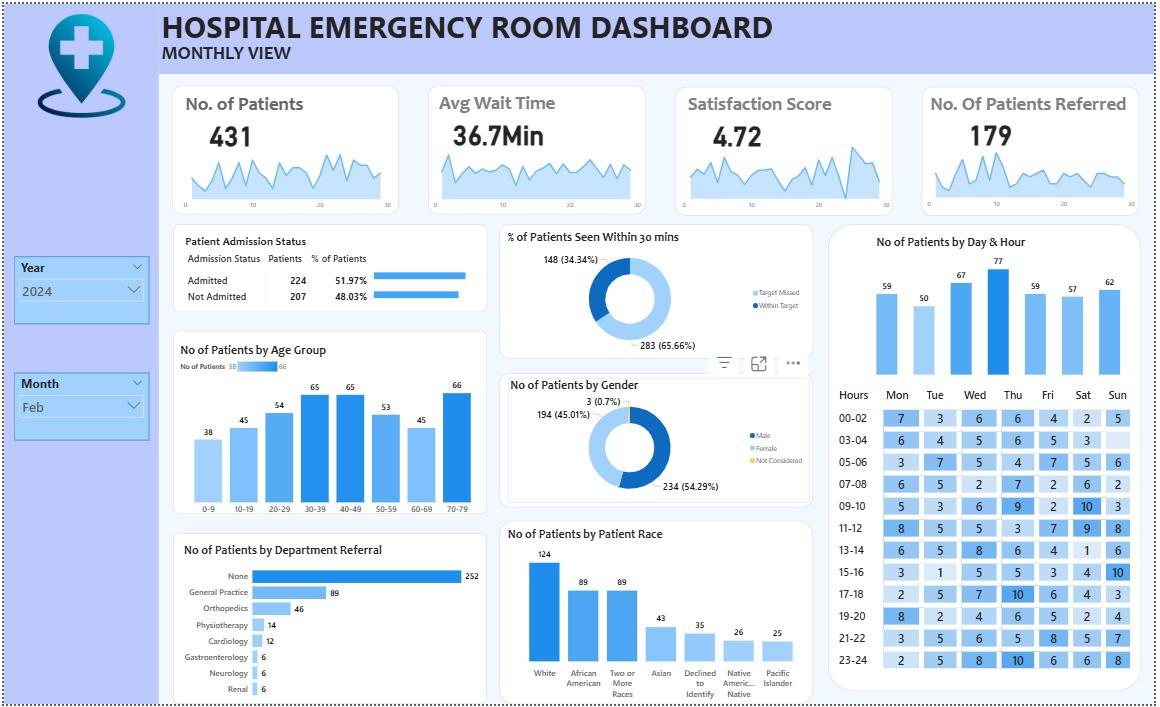 HOSPITAL EMERGENCY ROOM DASHBOARD
MONTHLY VIEW
No. of Patients
431
0 10 20 30
Avg Wait Time
36.7Min
0 10 20 30
Satisfaction Score
4.72
0 10 20 30
No. Of Patients Referred
179
0 10 20 30
Year
2024
Month
Feb
Patient Admission Status
Admission Status Patients % of Patients
Admitted 224 51.97%
Not Admitted 207 48.03%
No of Patients by Age Group
No of Patients 38 66
38 45 54 65 65 53 45 66
0-9 10-19 20-29 30-39 40-49 50-59 60-69 70-79
No of Patients by Department Referral
None 252
General Practice 89
Orthopedics 46
Physiotherapy 14
Cardiology 12
Gastroenterology 6
Neurology 6
Renal 6
% of Patients Seen Within 30 mins
148 (34.34%)
Target Missed
Within Target
283 (65.66%)
No of Patients by Gender
3 (0.7%)
194 (45.01%)
Male
Female
Not Considered
234 (54.29%)
No of Patients by Patient Race
124 89 89 43 35 26 25
White
African American
Two or More Races
Asian
Declined to Identify
Native Americ... Native
Pacific Islander
No of Patients by Day & Hour
59 50 67 77 59 57 62
Hours Mon Tue Wed Thu Fri Sat Sun
00-02 7 3 6 6 4 2 5
03-04 6 4 5 6 5 3
05-06 3 7 5 4 7 5 6
07-08 6 5 2 7 2 6 2
09-10 5 3 6 9 2 10 3
11-12 8 5 5 3 7 9 8
13-14 6 5 8 6 4 1 6
15-16 3 1 5 5 3 4 10
17-18 2 5 7 10 6 4 3
19-20 8 2 4 6 5 2 4
21-22 3 5 6 5 8 5 7
23-24 2 5 8 10 6 6 8